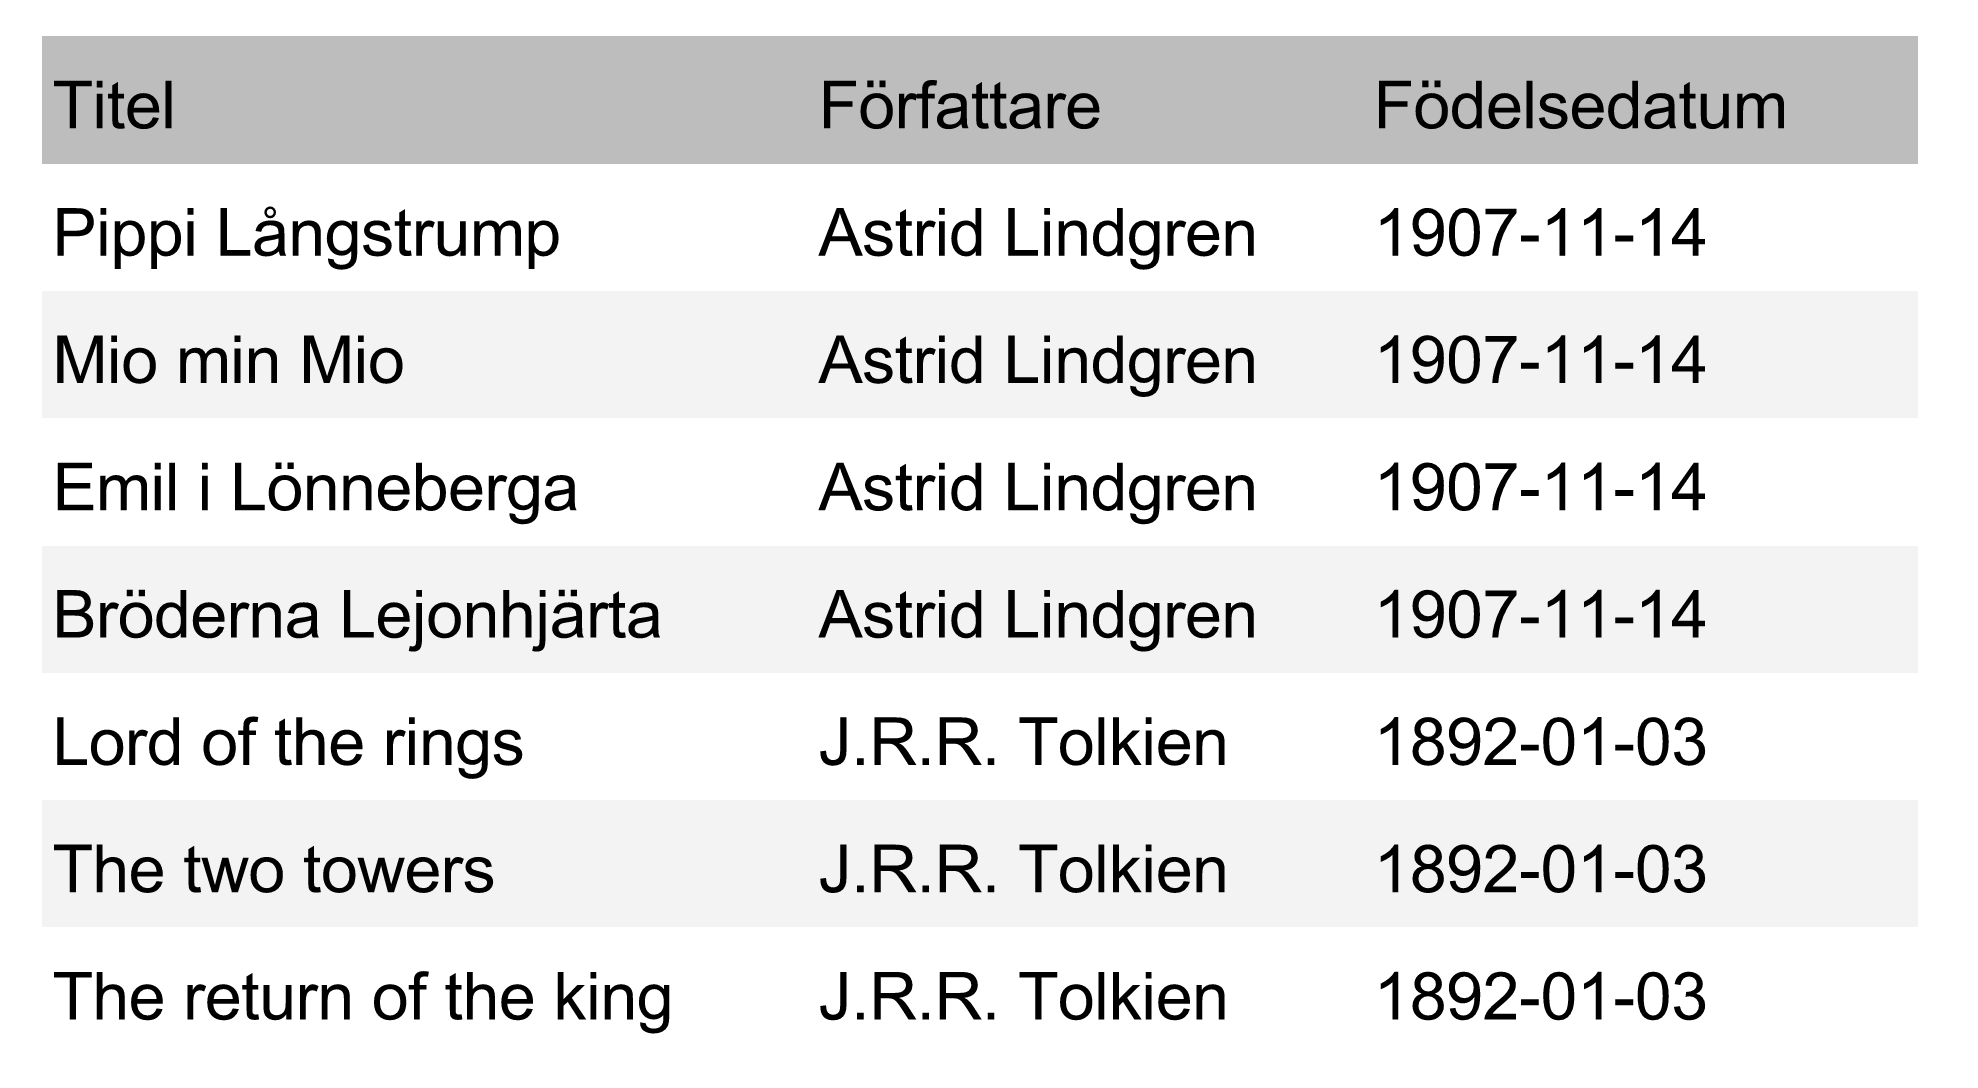 Titel Författare Födelsedatum
Pippi Långstrump Astrid Lindgren 1907-11-14
Mio min Mio Astrid Lindgren 1907-11-14
Emil i Lönneberga Astrid Lindgren 1907-11-14
Bröderna Lejonhjärta Astrid Lindgren 1907-11-14
Lord of the rings J.R.R. Tolkien 1892-01-03
The two towers J.R.R. Tolkien 1892-01-03
The return of the king J.R.R. Tolkien 1892-01-03